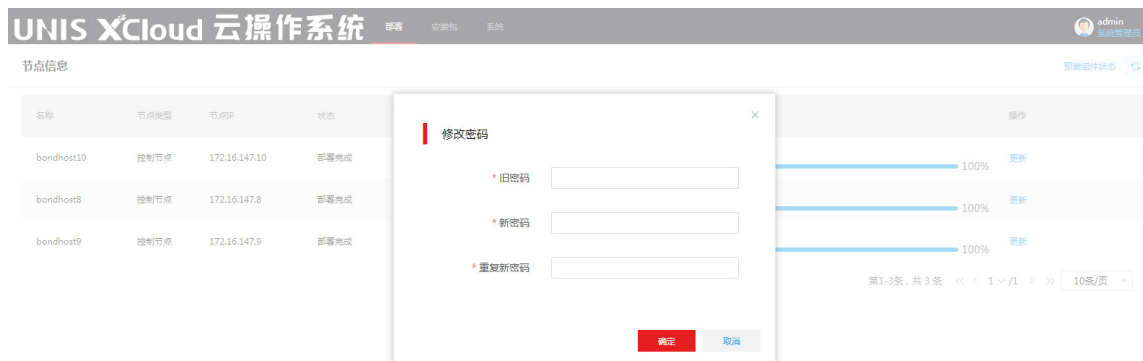 UNIS XCloud 云操作系统 部署 安装包 系统 admin
系统管理员
节点信息 预装组件状态
名称 节点类型 节点IP 状态 操作
修改密码
bondhost10 控制节点 172.16.147.10 部署完成 100% 更新
* 旧密码
bondhost8 控制节点 172.16.147.8 部署完成 100% 更新
* 新密码
bondhost9 控制节点 172.16.147.9 部署完成 100% 更新
* 重复新密码
第1-3条，共 3 条 << < 1 /1 > >> 10条/页
确定 取消